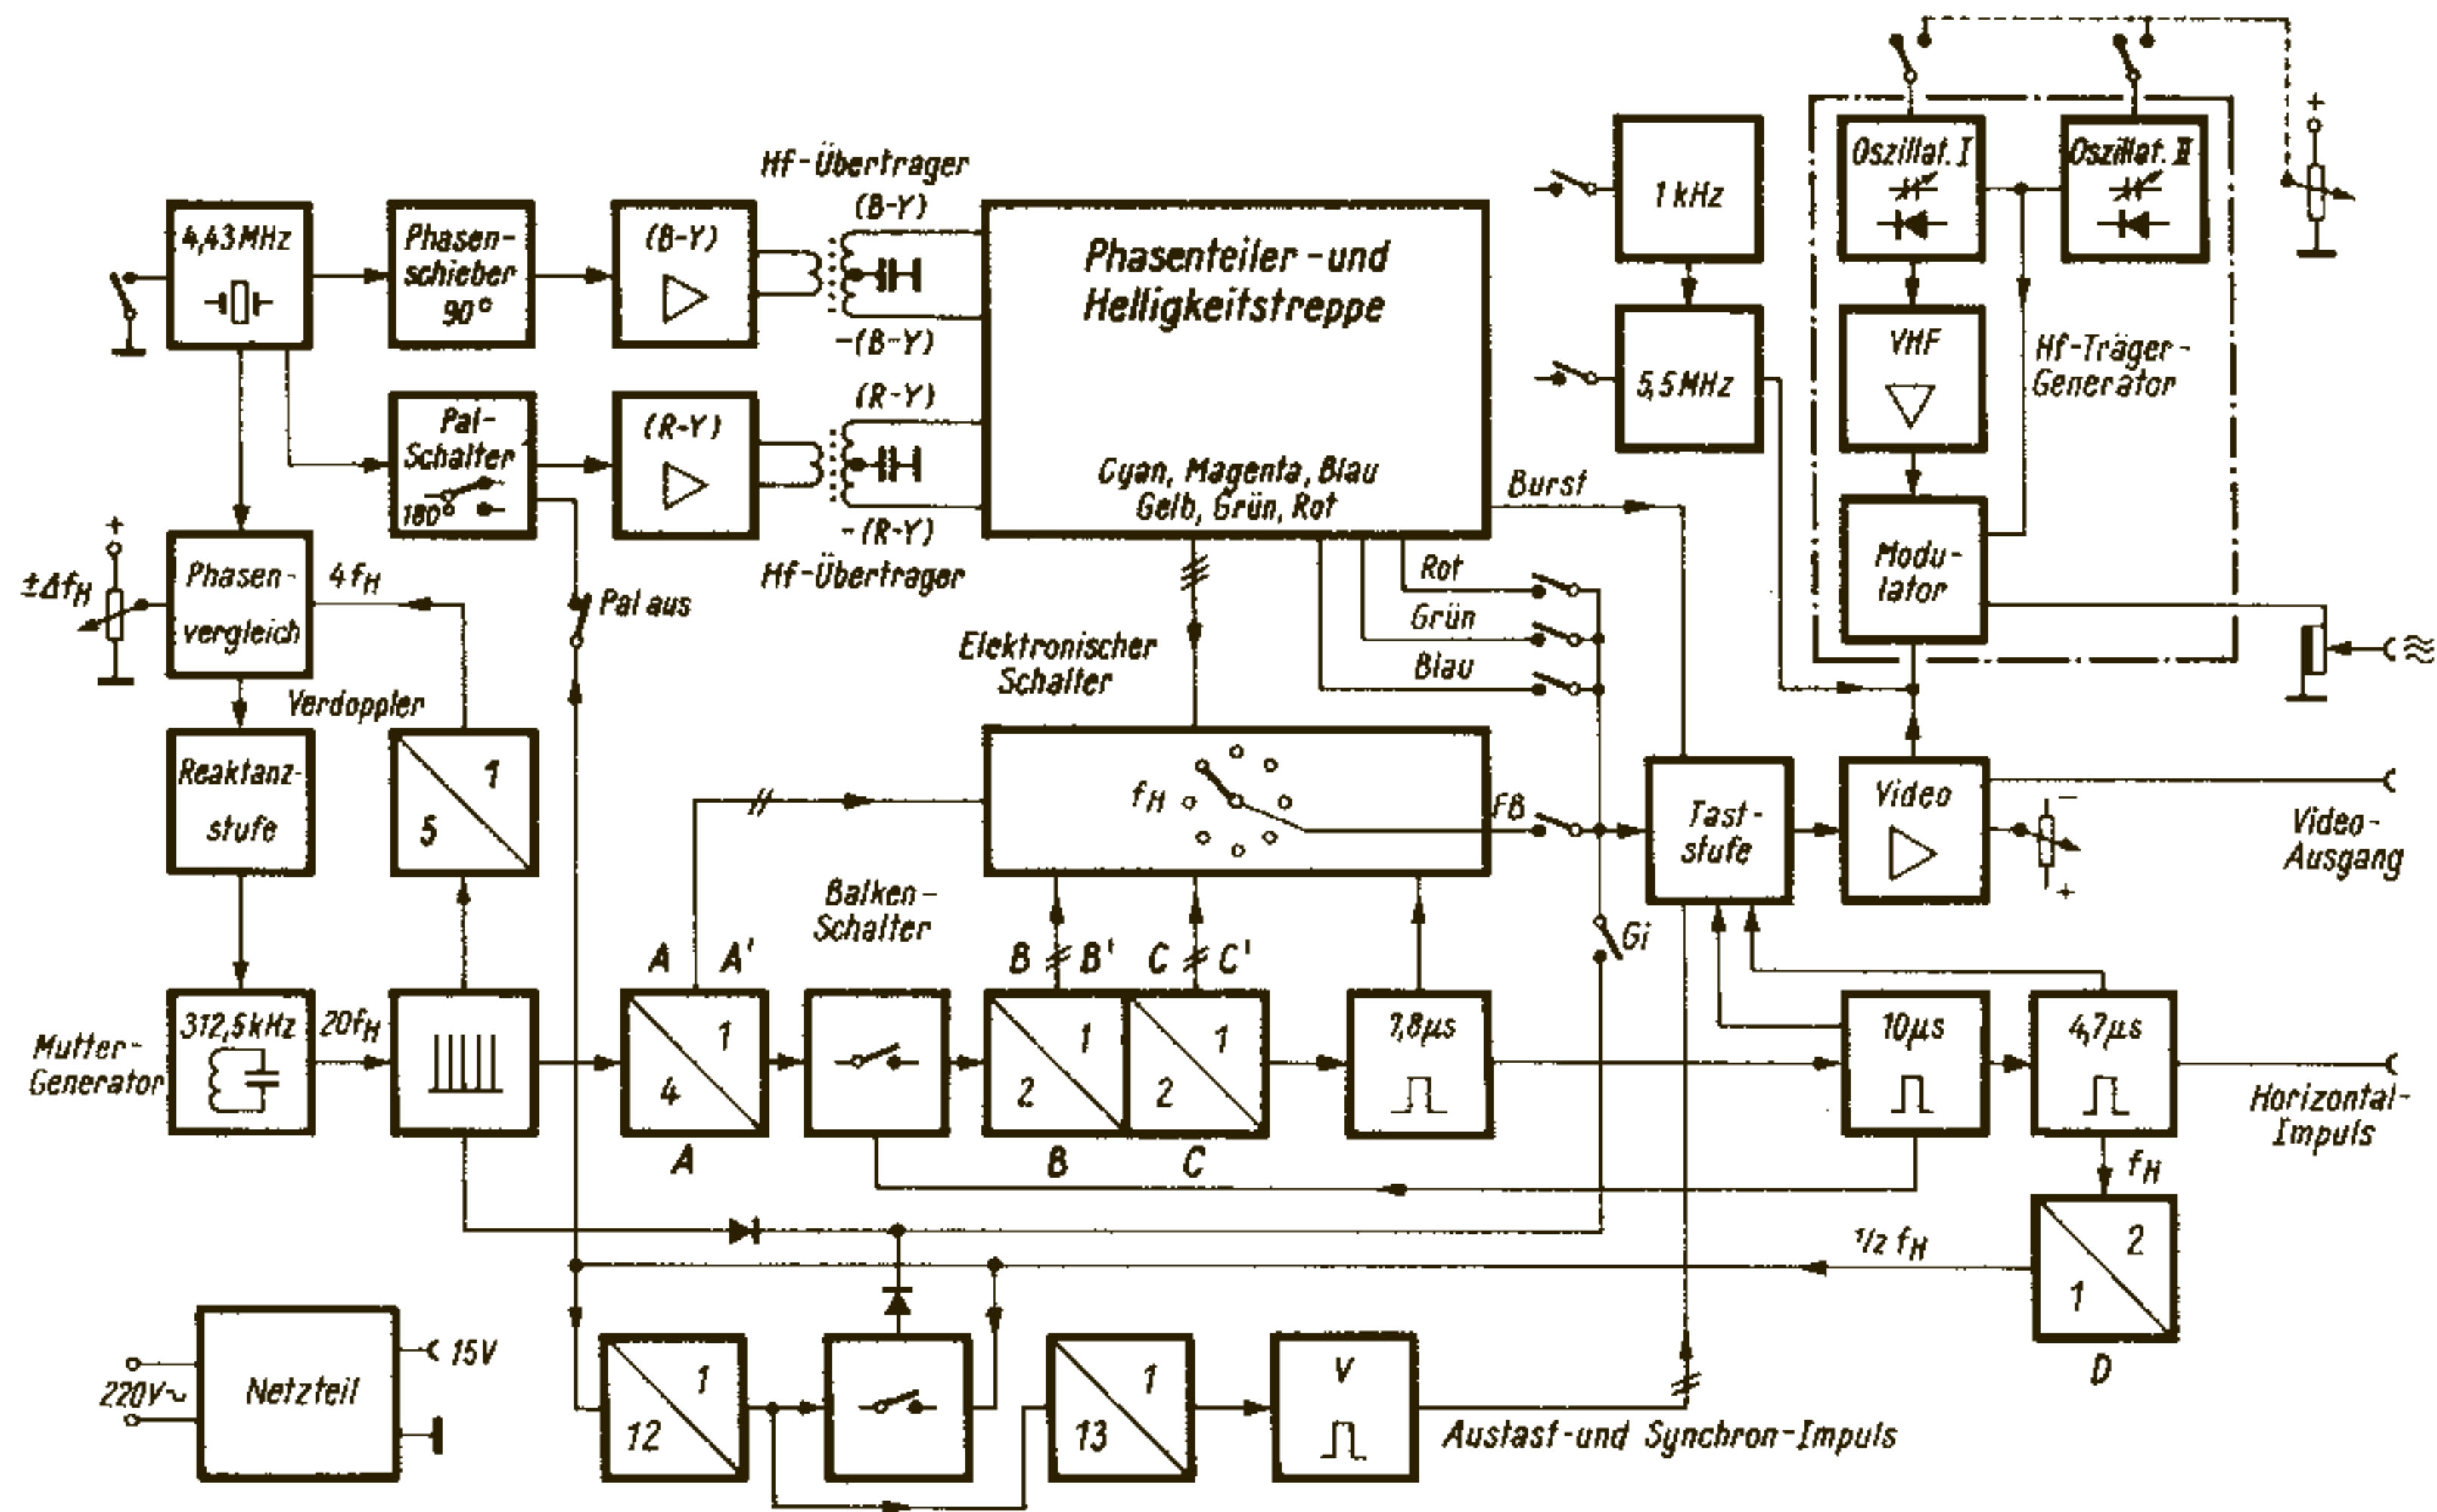 Hf-Übertrager
4,43 MHz
Phasen-
schieber
90°
(B-Y)
(B-Y)
-(B-Y)
Phasenteiler-und
Helligkeitstreppe
Cyan, Magenta, Blau
Gelb, Grün, Rot
1 kHz
5,5 MHz
Oszillat. I
Oszillat. II
+
VHF
Hf-Träger-
Generator
Modu-
lator
Pal-
Schalter
180°
(R-Y)
(R-Y)
-(R-Y)
Hf-Übertrager
Burst
Rot
Grün
Blau
+
±ΔfH
Phasen-
vergleich
4fH
Pal aus
Verdoppler
Reaktanz-
stufe
1
5
Elektronischer
Schalter
fH
FB
Tast-
stufe
Video
-
+
Video-
Ausgang
Balken-
Schalter
A A'
B B'
C C'
Gi
Mutter-
Generator
312,5 kHz
20fH
1
4
A
1
2
B
1
2
C
7,8µs
10µs
4,7µs
Horizontal-
Impuls
fH
1/2 fH
2
1
D
220V~
Netzteil
15V
1
12
1
13
V
Austast-und Synchron-Impuls